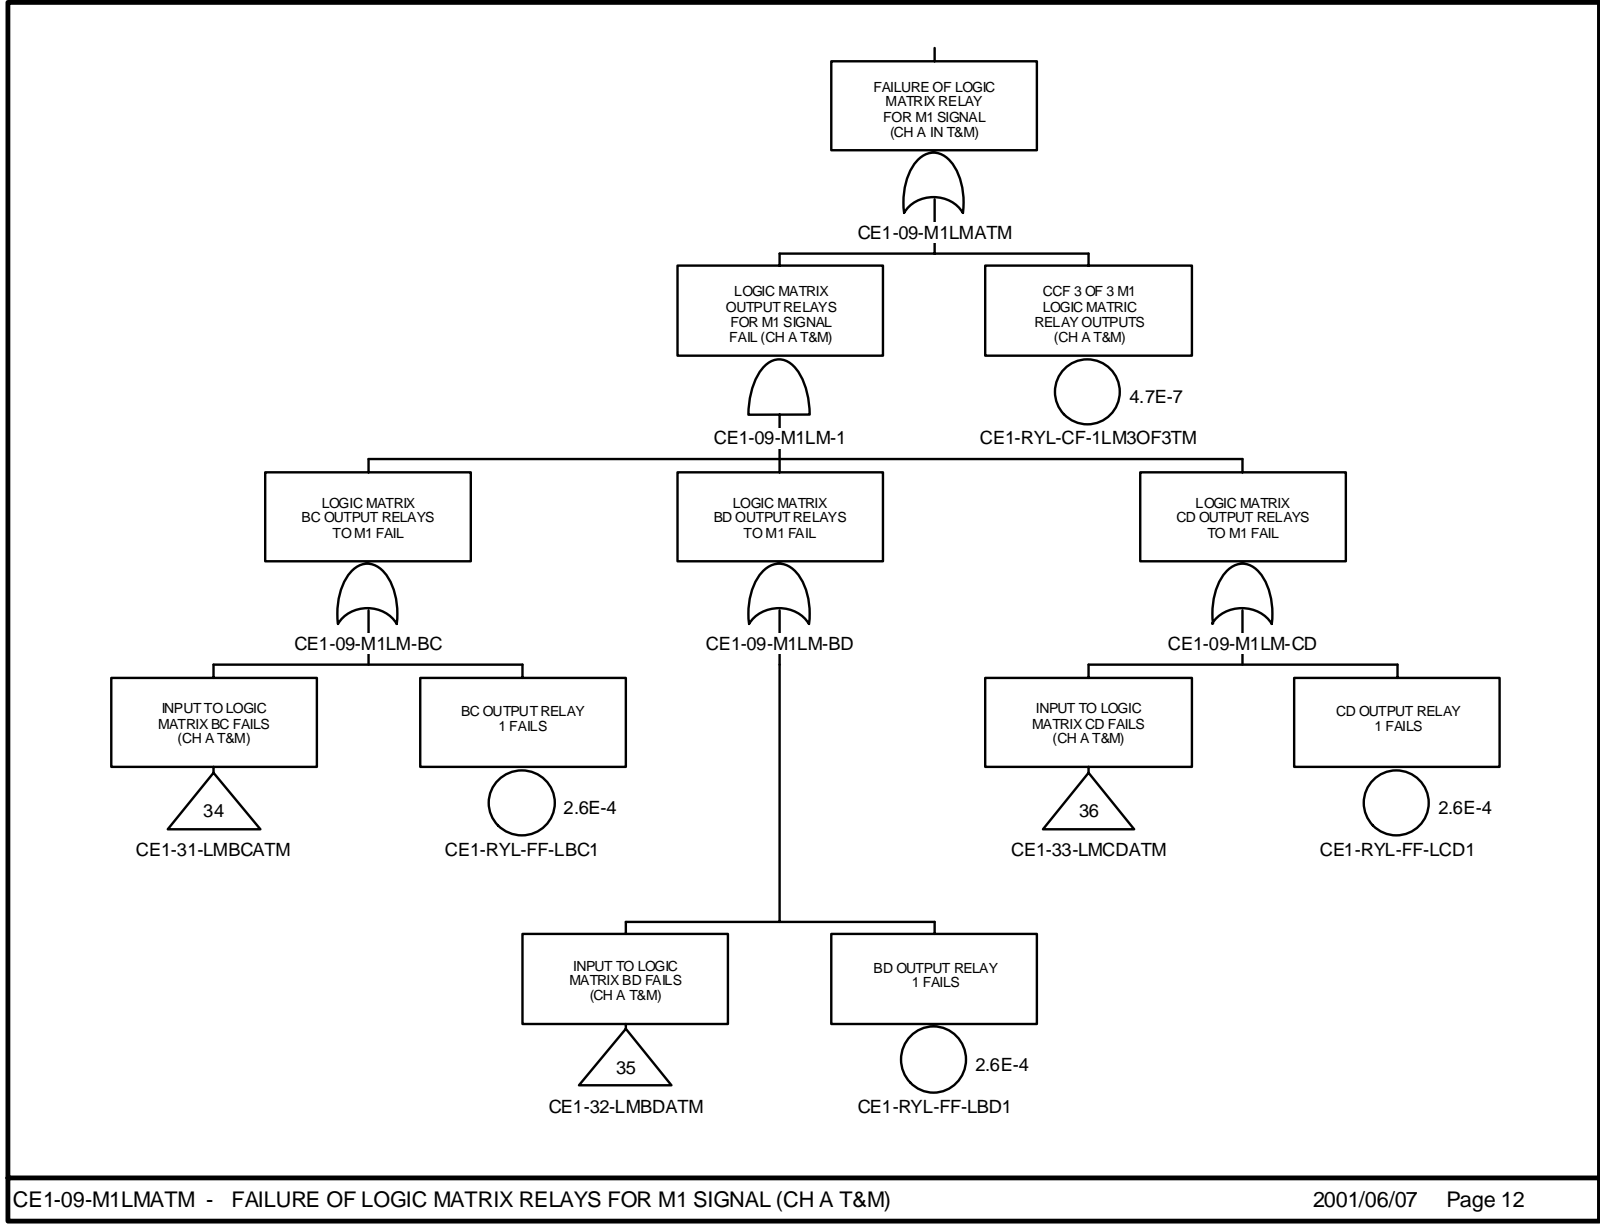 FAILURE OF LOGIC
MATRIX RELAY
FOR M1 SIGNAL
(CH A IN T&M)
CE1-09-M1LMATM
LOGIC MATRIX
OUTPUT RELAYS
FOR M1 SIGNAL
FAIL (CH A T&M)
CCF 3 OF 3 M1
LOGIC MATRIC
RELAY OUTPUTS
(CH A T&M)
4.7E-7
CE1-09-M1LM-1
CE1-RYL-CF-1LM3OF3TM
LOGIC MATRIX
BC OUTPUT RELAYS
TO M1 FAIL
LOGIC MATRIX
BD OUTPUT RELAYS
TO M1 FAIL
LOGIC MATRIX
CD OUTPUT RELAYS
TO M1 FAIL
CE1-09-M1LM-BC
CE1-09-M1LM-BD
CE1-09-M1LM-CD
INPUT TO LOGIC
MATRIX BC FAILS
(CH A T&M)
BC OUTPUT RELAY
1 FAILS
INPUT TO LOGIC
MATRIX CD FAILS
(CH A T&M)
CD OUTPUT RELAY
1 FAILS
34
2.6E-4
36
2.6E-4
CE1-31-LMBCATM
CE1-RYL-FF-LBC1
CE1-33-LMCDATM
CE1-RYL-FF-LCD1
INPUT TO LOGIC
MATRIX BD FAILS
(CH A T&M)
BD OUTPUT RELAY
1 FAILS
35
2.6E-4
CE1-32-LMBDATM
CE1-RYL-FF-LBD1
CE1-09-M1LMATM - FAILURE OF LOGIC MATRIX RELAYS FOR M1 SIGNAL (CH A T&M)
2001/06/07 Page 12